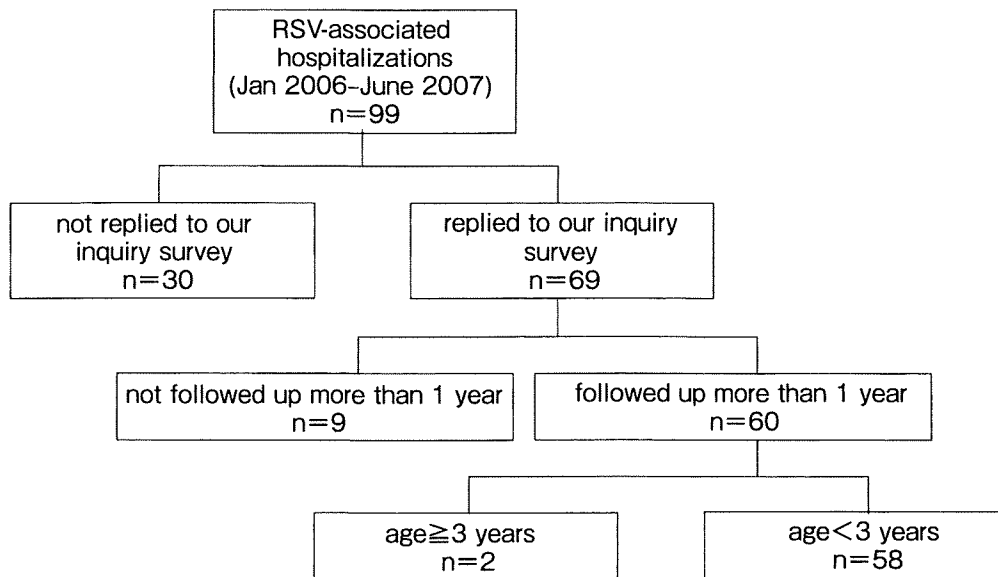 RSV-associated
hospitalizations
(Jan 2006–June 2007)
n=99
not replied to our
inquiry survey
n=30
replied to our inquiry
survey
n=69
not followed up more than 1 year
n=9
followed up more than 1 year
n=60
age≧3 years
n=2
age<3 years
n=58